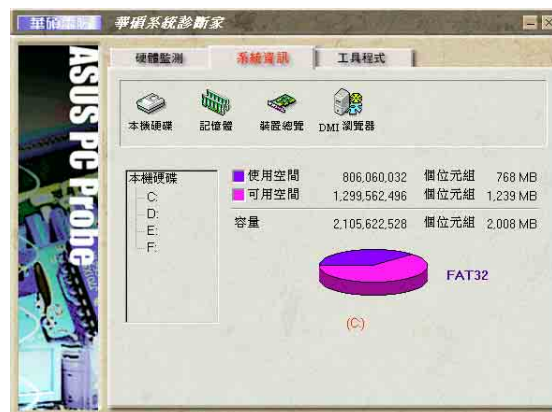 華碩電腦 華碩系統診斷家
ASUS PC Probe
硬體監測 系統資訊 工具程式
本機硬碟 記憶體 裝置總覽 DMI 瀏覽器
本機硬碟
C:
D:
E:
F:
使用空間 806,060,032 個位元組 768 MB
可用空間 1,299,562,496 個位元組 1,239 MB
容量 2,105,622,528 個位元組 2,008 MB
FAT32
(C:)